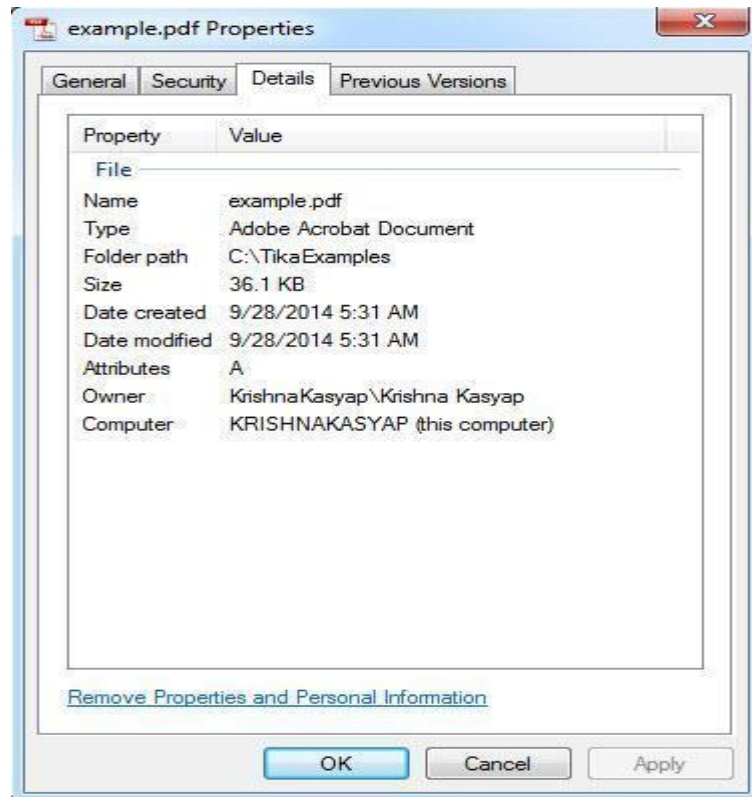 example.pdf Properties
General Security Details Previous Versions
Property Value
File
Name example.pdf
Type Adobe Acrobat Document
Folder path C:\TikaExamples
Size 36.1 KB
Date created 9/28/2014 5:31 AM
Date modified 9/28/2014 5:31 AM
Attributes A
Owner KrishnaKasyap\Krishna Kasyap
Computer KRISHNAKASYAP (this computer)
Remove Properties and Personal Information
OK Cancel Apply